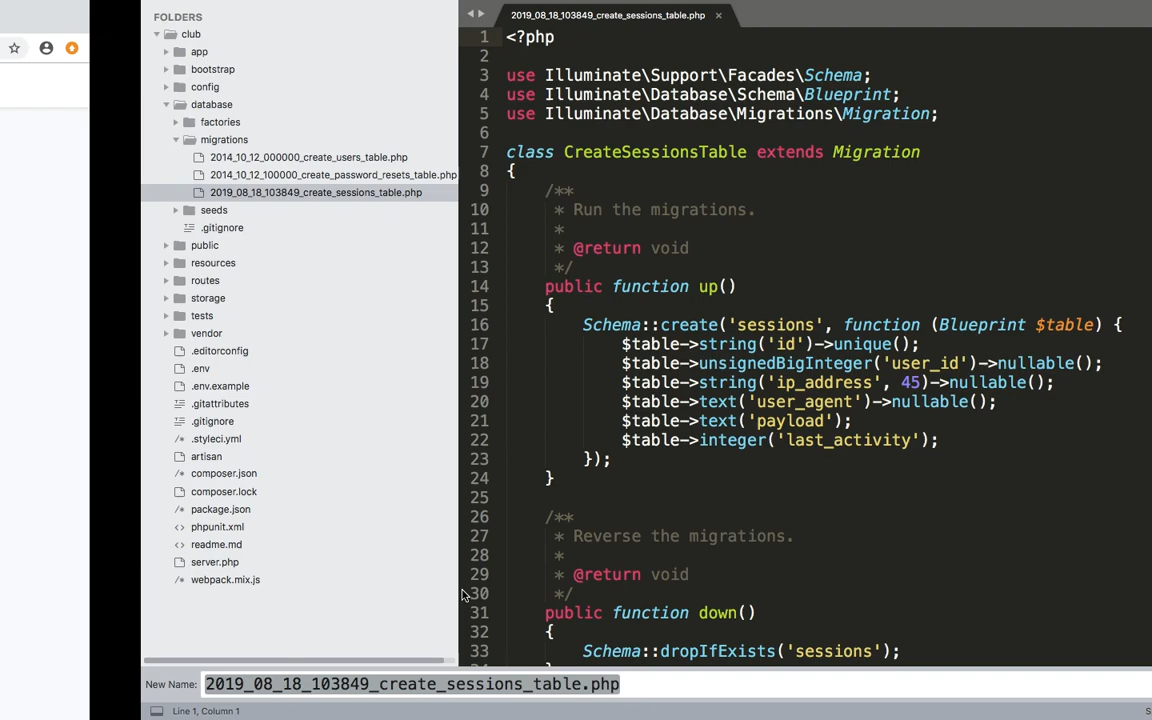 FOLDERS
club
app
bootstrap
config
database
factories
migrations
2014_10_12_000000_create_users_table.php
2014_10_12_100000_create_password_resets_table.php
2019_08_18_103849_create_sessions_table.php
seeds
.gitignore
public
resources
routes
storage
tests
vendor
.editorconfig
.env
.env.example
.gitattributes
.gitignore
.styleci.yml
artisan
composer.json
composer.lock
package.json
phpunit.xml
readme.md
server.php
webpack.mix.js
2019_08_18_103849_create_sessions_table.php
1 <?php
2
3 use Illuminate\Support\Facades\Schema;
4 use Illuminate\Database\Schema\Blueprint;
5 use Illuminate\Database\Migrations\Migration;
6
7 class CreateSessionsTable extends Migration
8 {
9 /**
10 * Run the migrations.
11 *
12 * @return void
13 */
14 public function up()
15 {
16 Schema::create('sessions', function (Blueprint $table) {
17 $table->string('id')->unique();
18 $table->unsignedBigInteger('user_id')->nullable();
19 $table->string('ip_address', 45)->nullable();
20 $table->text('user_agent')->nullable();
21 $table->text('payload');
22 $table->integer('last_activity');
23 });
24 }
25
26 /**
27 * Reverse the migrations.
28 *
29 * @return void
30 */
31 public function down()
32 {
33 Schema::dropIfExists('sessions');
New Name: 2019_08_18_103849_create_sessions_table.php
Line 1, Column 1